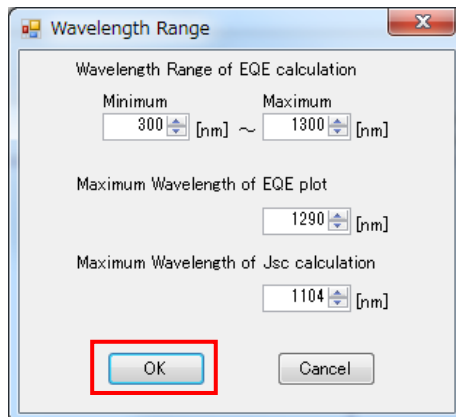 Wavelength Range
Wavelength Range of EQE calculation
Minimum Maximum
300 [nm] ～ 1300 [nm]
Maximum Wavelength of EQE plot
1290 [nm]
Maximum Wavelength of Jsc calculation
1104 [nm]
OK Cancel